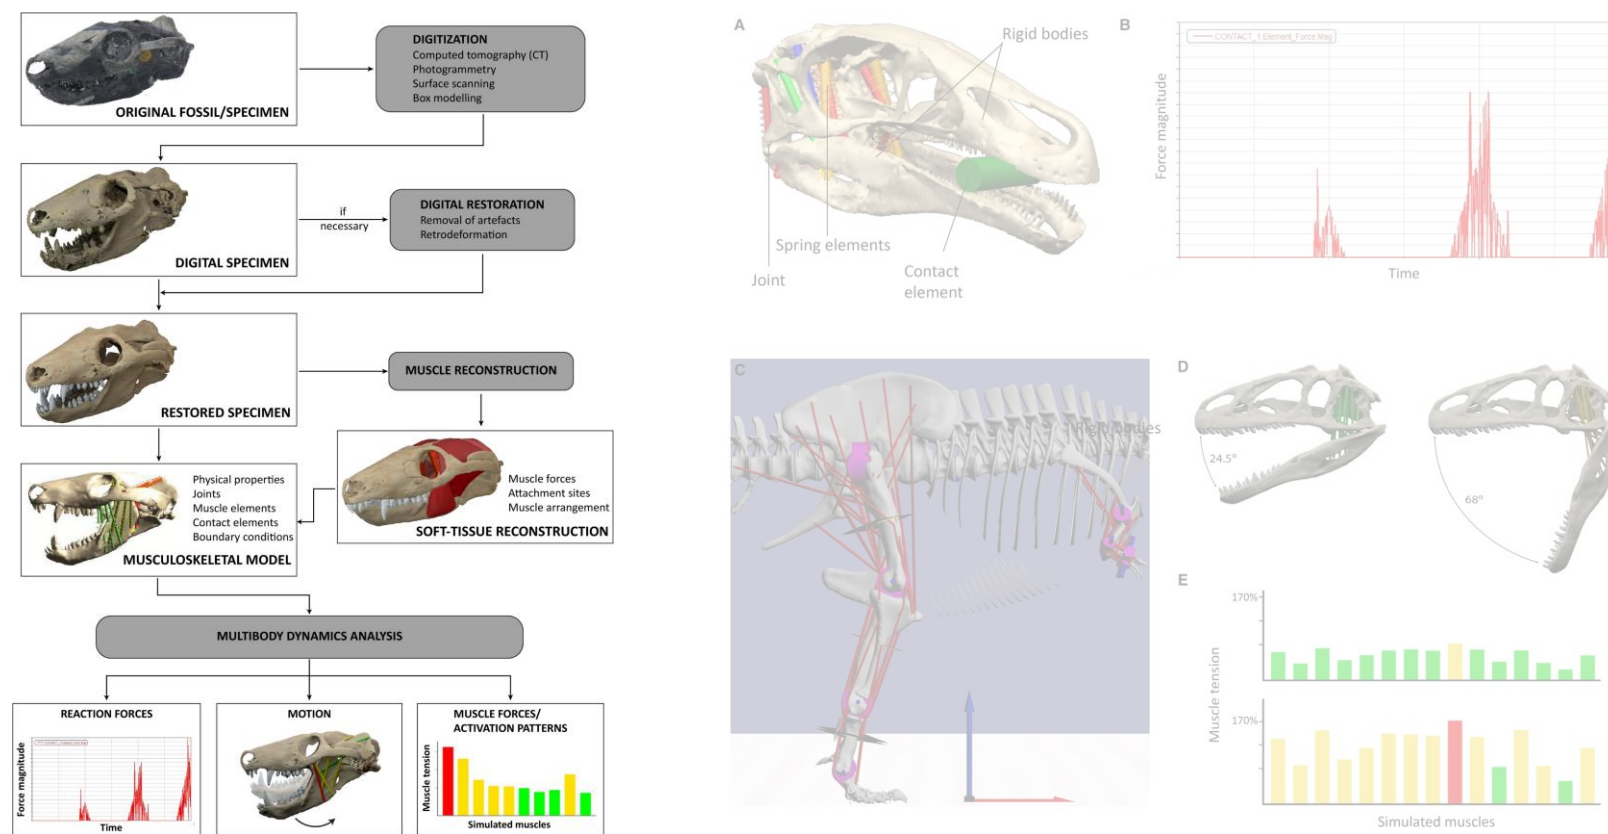 ORIGINAL FOSSIL/SPECIMEN
DIGITIZATION
Computed tomography (CT)
Photogrammetry
Surface scanning
Box modelling
DIGITAL SPECIMEN
if
necessary
DIGITAL RESTORATION
Removal of artefacts
Retrodeformation
RESTORED SPECIMEN
MUSCLE RECONSTRUCTION
Muscle forces
Attachment sites
Muscle arrangement
SOFT-TISSUE RECONSTRUCTION
Physical properties
Joints
Muscle elements
Contact elements
Boundary conditions
MUSCULOSKELETAL MODEL
MULTIBODY DYNAMICS ANALYSIS
REACTION FORCES
Force magnitude
Time
MOTION
MUSCLE FORCES/
ACTIVATION PATTERNS
Muscle tension
Simulated muscles
A
Rigid bodies
Spring elements
Joint
Contact
element
B
CONTACT_II.Element_Force.Mag
Force magnitude
Time
C
Rigid bodies
D
24.5°
68°
E
170%
170%
Muscle tension
Simulated muscles